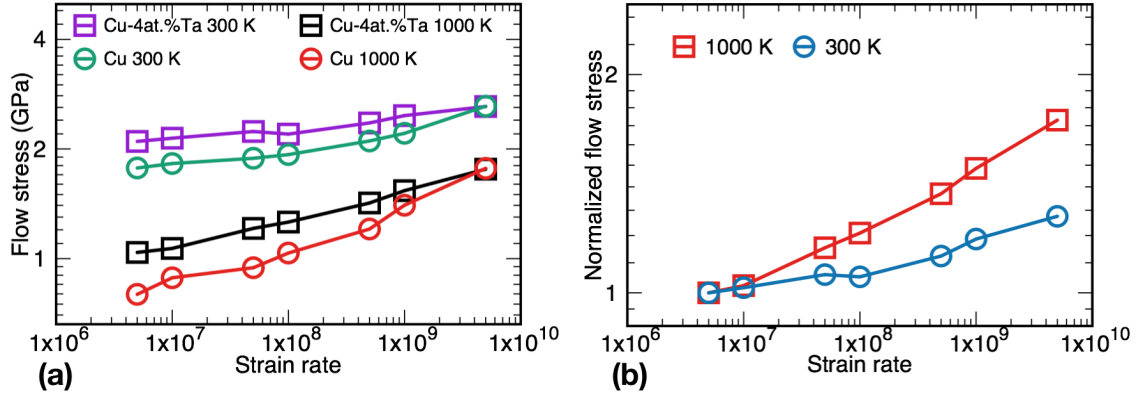 Cu-4at.%Ta 300 K
Cu-4at.%Ta 1000 K
Cu 300 K
Cu 1000 K
4
2
1
Flow stress (GPa)
1x10^6
1x10^7
1x10^8
1x10^9
1x10^10
Strain rate
(a)
1000 K
300 K
2
1
Normalized flow stress
1x10^6
1x10^7
1x10^8
1x10^9
1x10^10
Strain rate
(b)